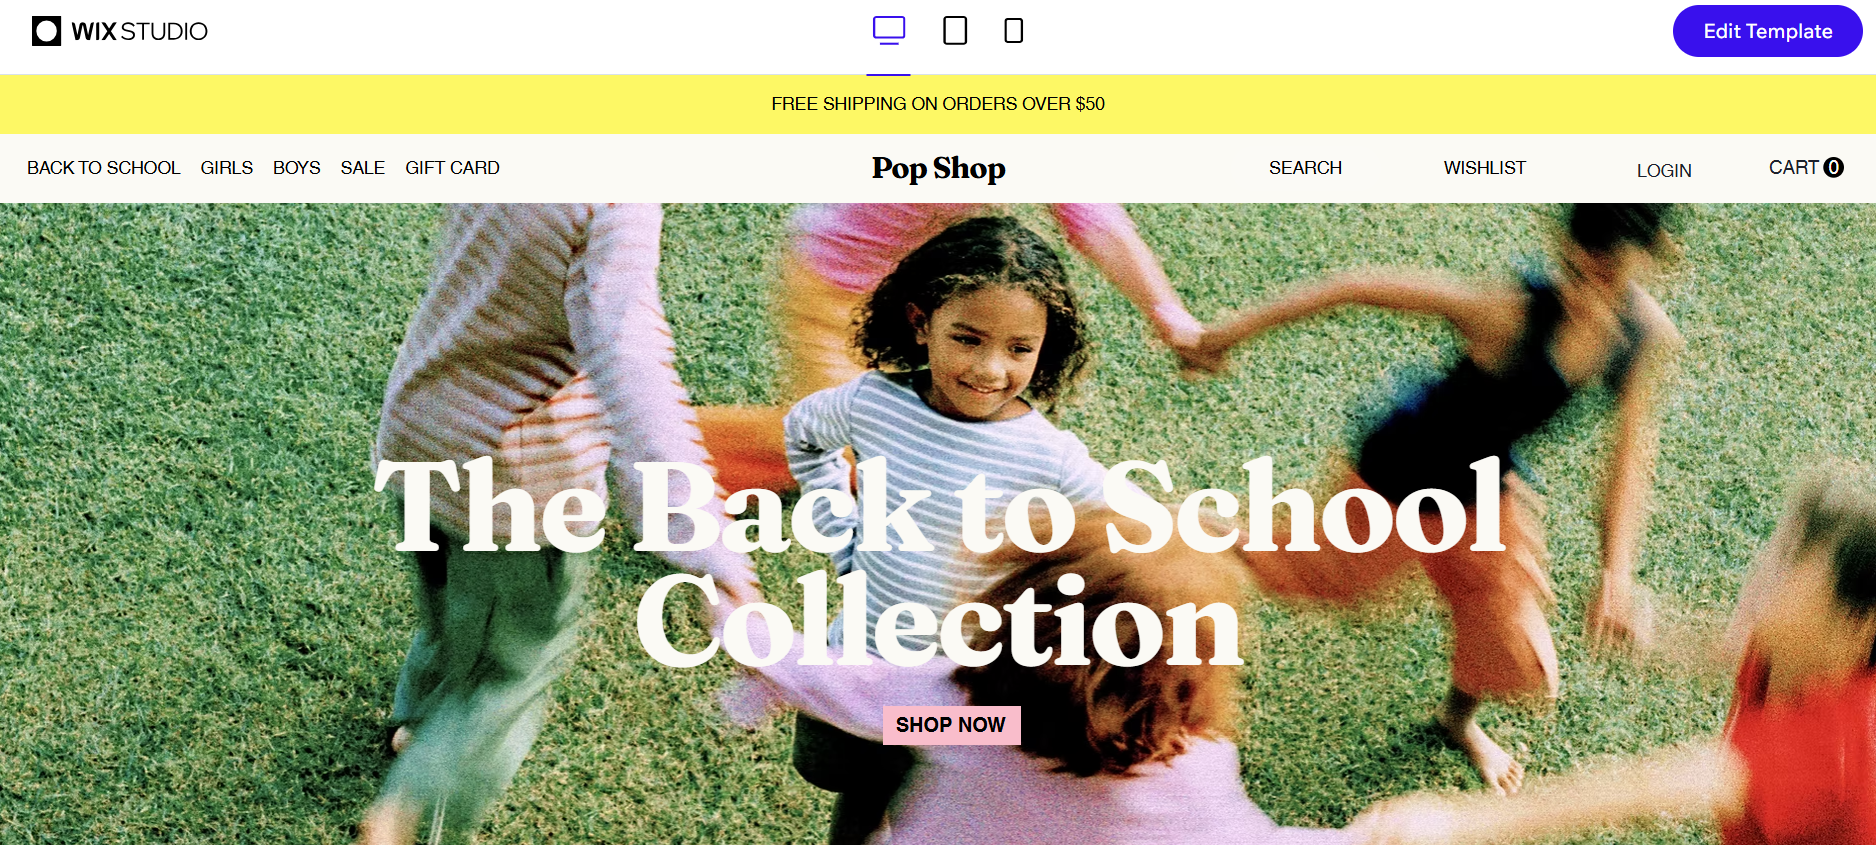 WIX STUDIO
Edit Template
FREE SHIPPING ON ORDERS OVER $50
BACK TO SCHOOL GIRLS BOYS SALE GIFT CARD
Pop Shop
SEARCH WISHLIST LOGIN CART 0
The Back to School
Collection
SHOP NOW